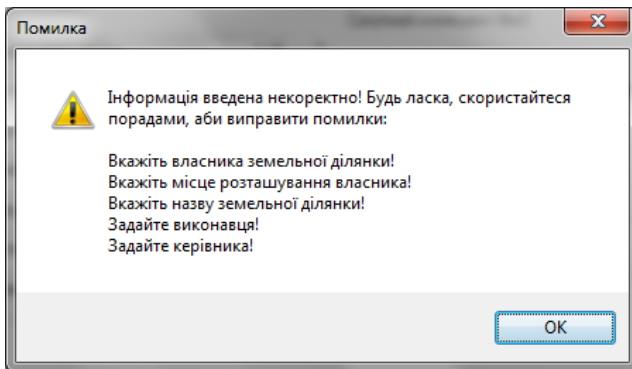 Помилка
Інформація введена некоректно! Будь ласка, скористайтеся
порадами, аби виправити помилки:
Вкажіть власника земельної ділянки!
Вкажіть місце розташування власника!
Вкажіть назву земельної ділянки!
Задайте виконавця!
Задайте керівника!
OK